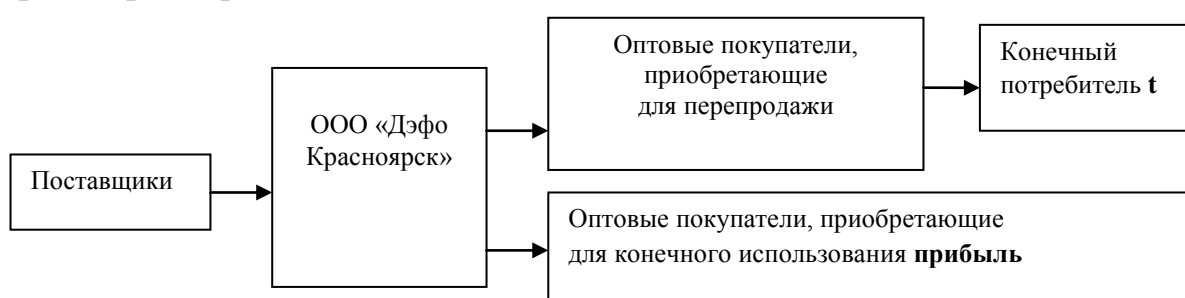 Поставщики
ООО «Дэфо
Красноярск»
Оптовые покупатели,
приобретающие
для перепродажи
Конечный
потребитель t
Оптовые покупатели, приобретающие
для конечного использования прибыль